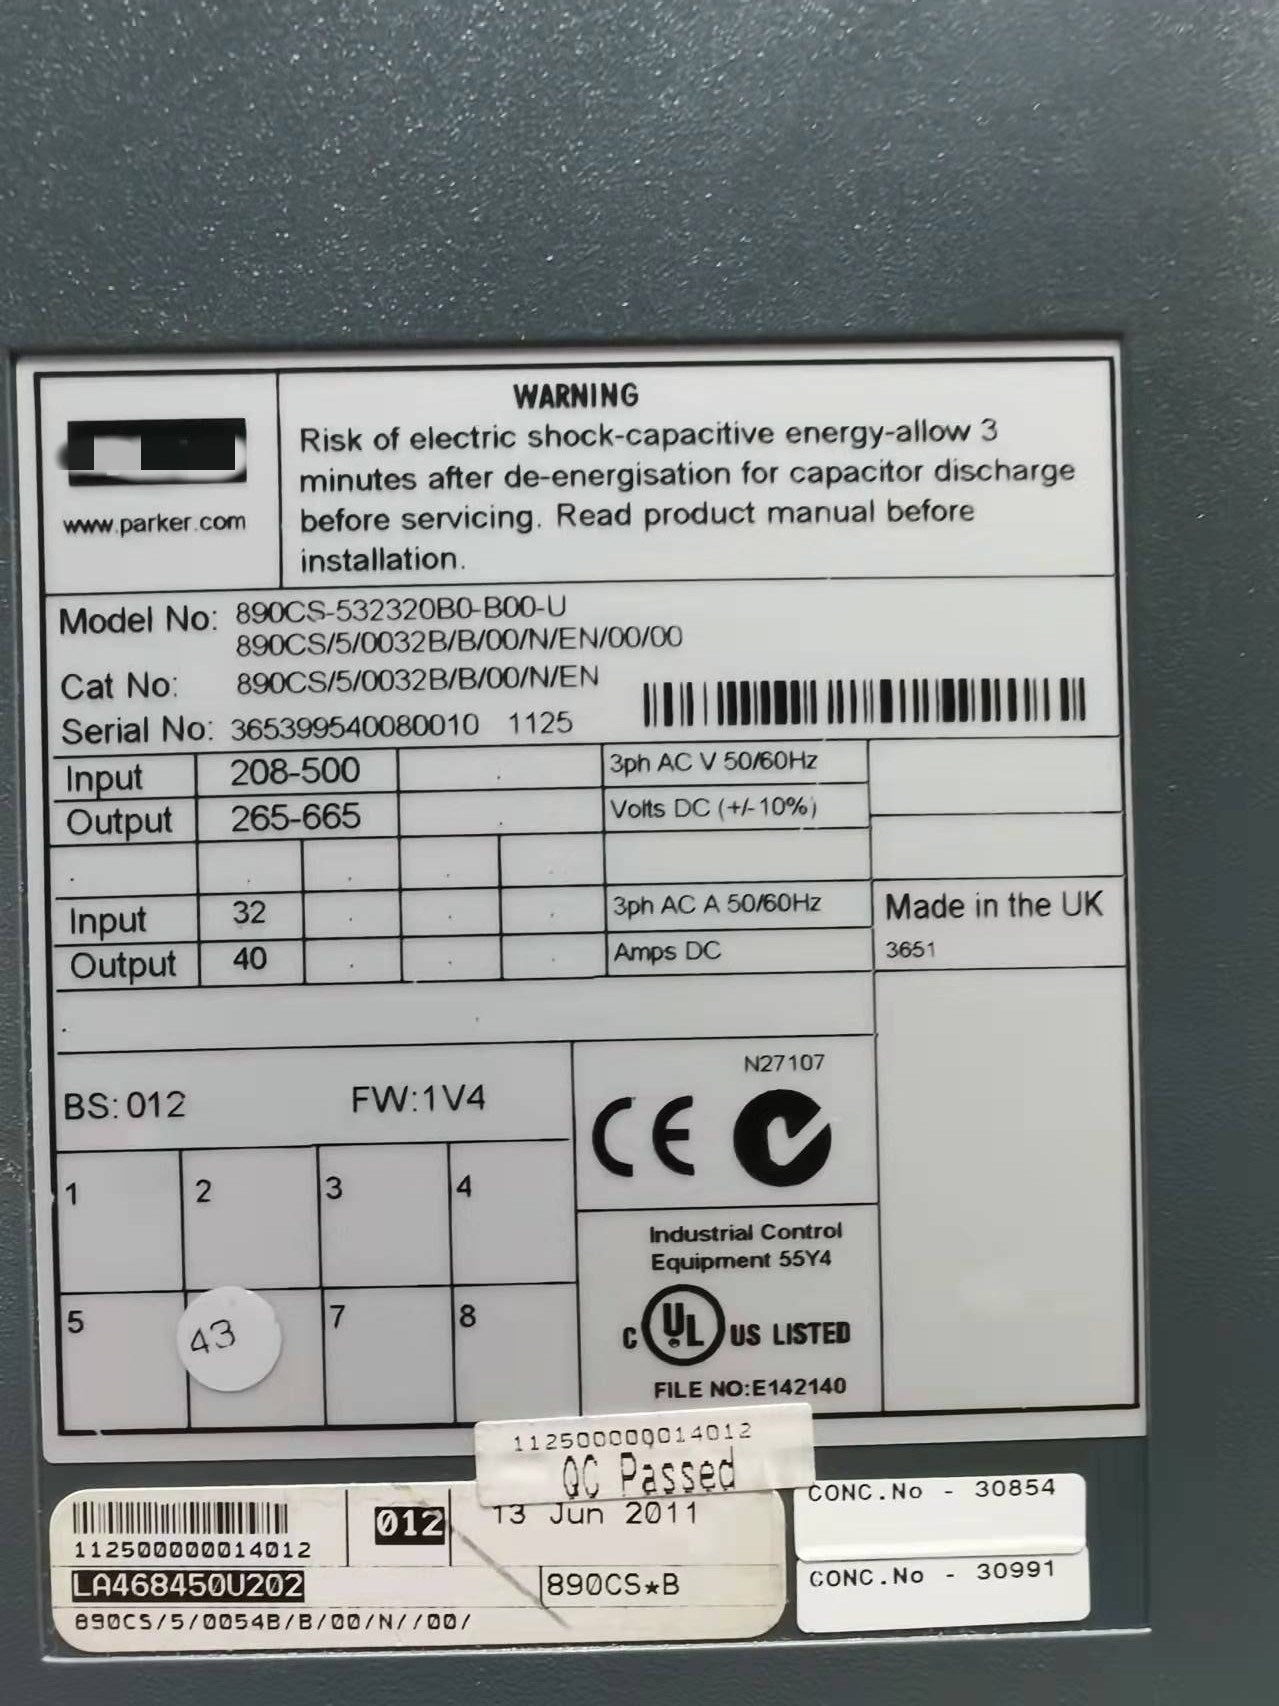 WARNING
Risk of electric shock-capacitive energy-allow 3
minutes after de-energisation for capacitor discharge
before servicing. Read product manual before
installation.
www.parker.com
Model No: 890CS-532320B0-B00-U
890CS/5/0032B/B/00/N/EN/00/00
Cat No: 890CS/5/0032B/B/00/N/EN
Serial No: 365399540080010 1125
Input 208-500 3ph AC V 50/60Hz
Output 265-665 Volts DC (+/-10%)
Input 32 3ph AC A 50/60Hz
Output 40 Amps DC
Made in the UK
3651
BS: 012 FW:1V4
N27107
CE
1 2 3 4
5 43 7 8
Industrial Control
Equipment 55Y4
C UL US LISTED
FILE NO:E142140
112500000014012
QC Passed
13 Jun 2011
012
112500000014012
LA468450U202
890CS*B
890CS/5/0054B/B/00/N//00/
CONC.No - 30854
CONC.No - 30991